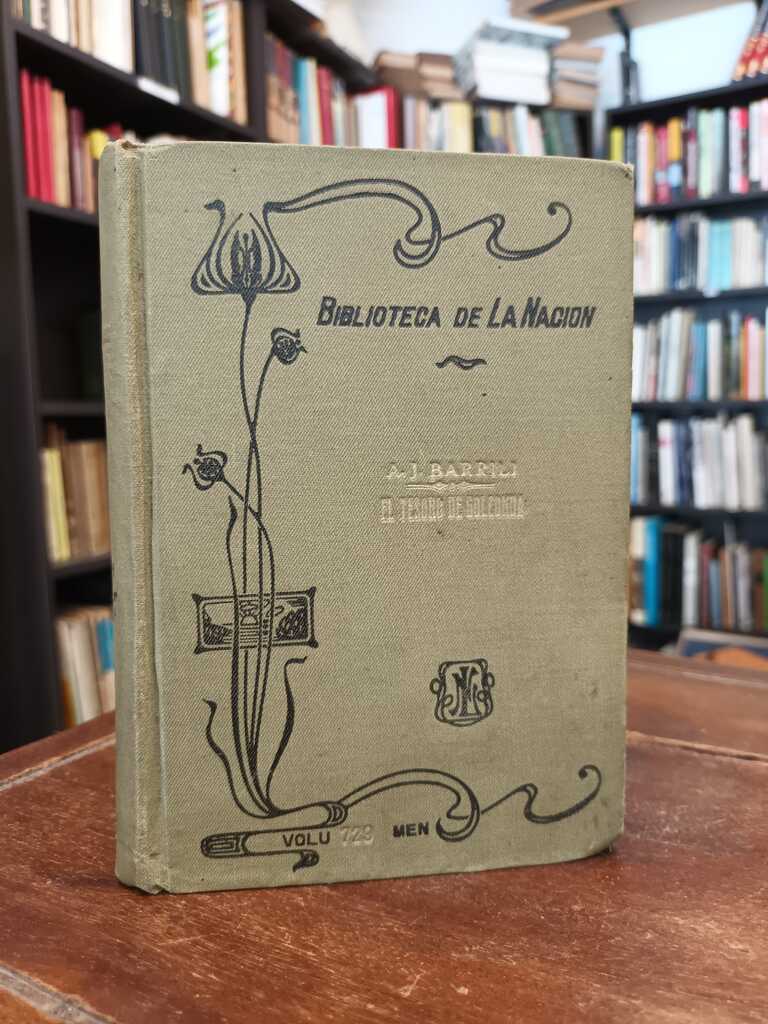 BIBLIOTECA DE LA NACION
A. J. BARRILI
EL TESORO DE GOLCONDA
VOLU 729 MEN